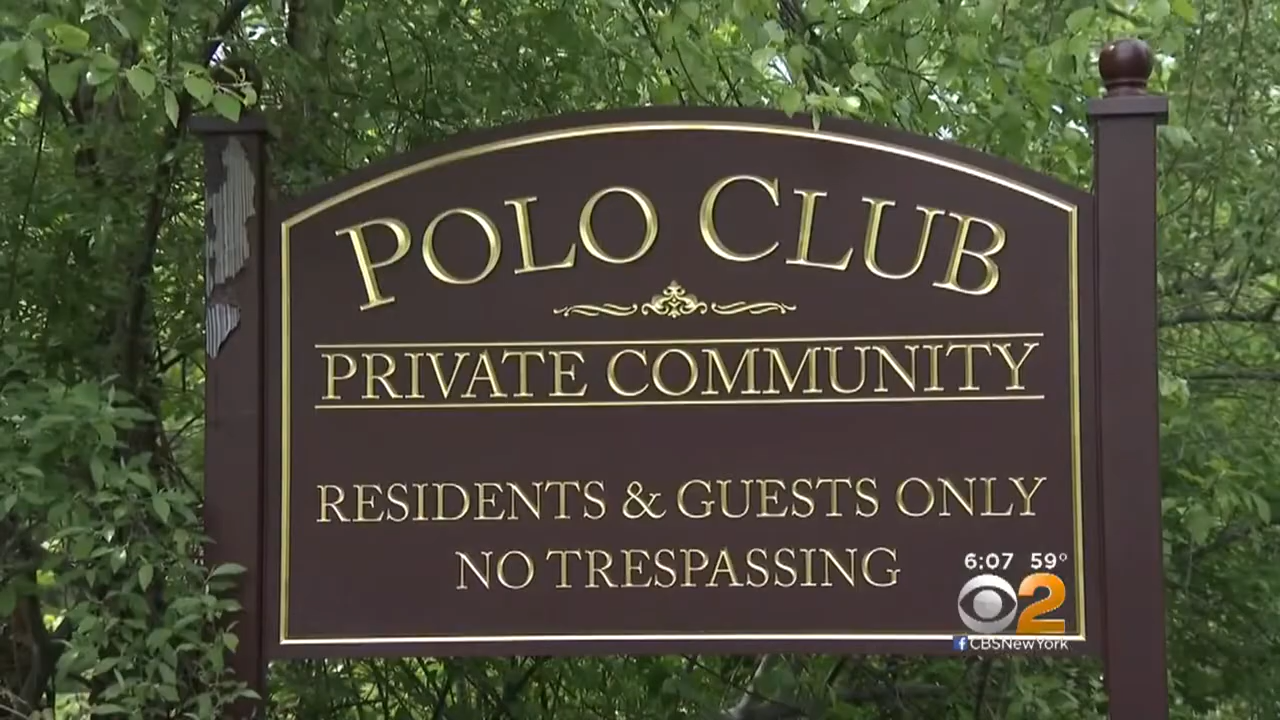 POLO CLUB
PRIVATE COMMUNITY
RESIDENTS & GUESTS ONLY
NO TRESPASSING
6:07 59°
2
CBSNewYork